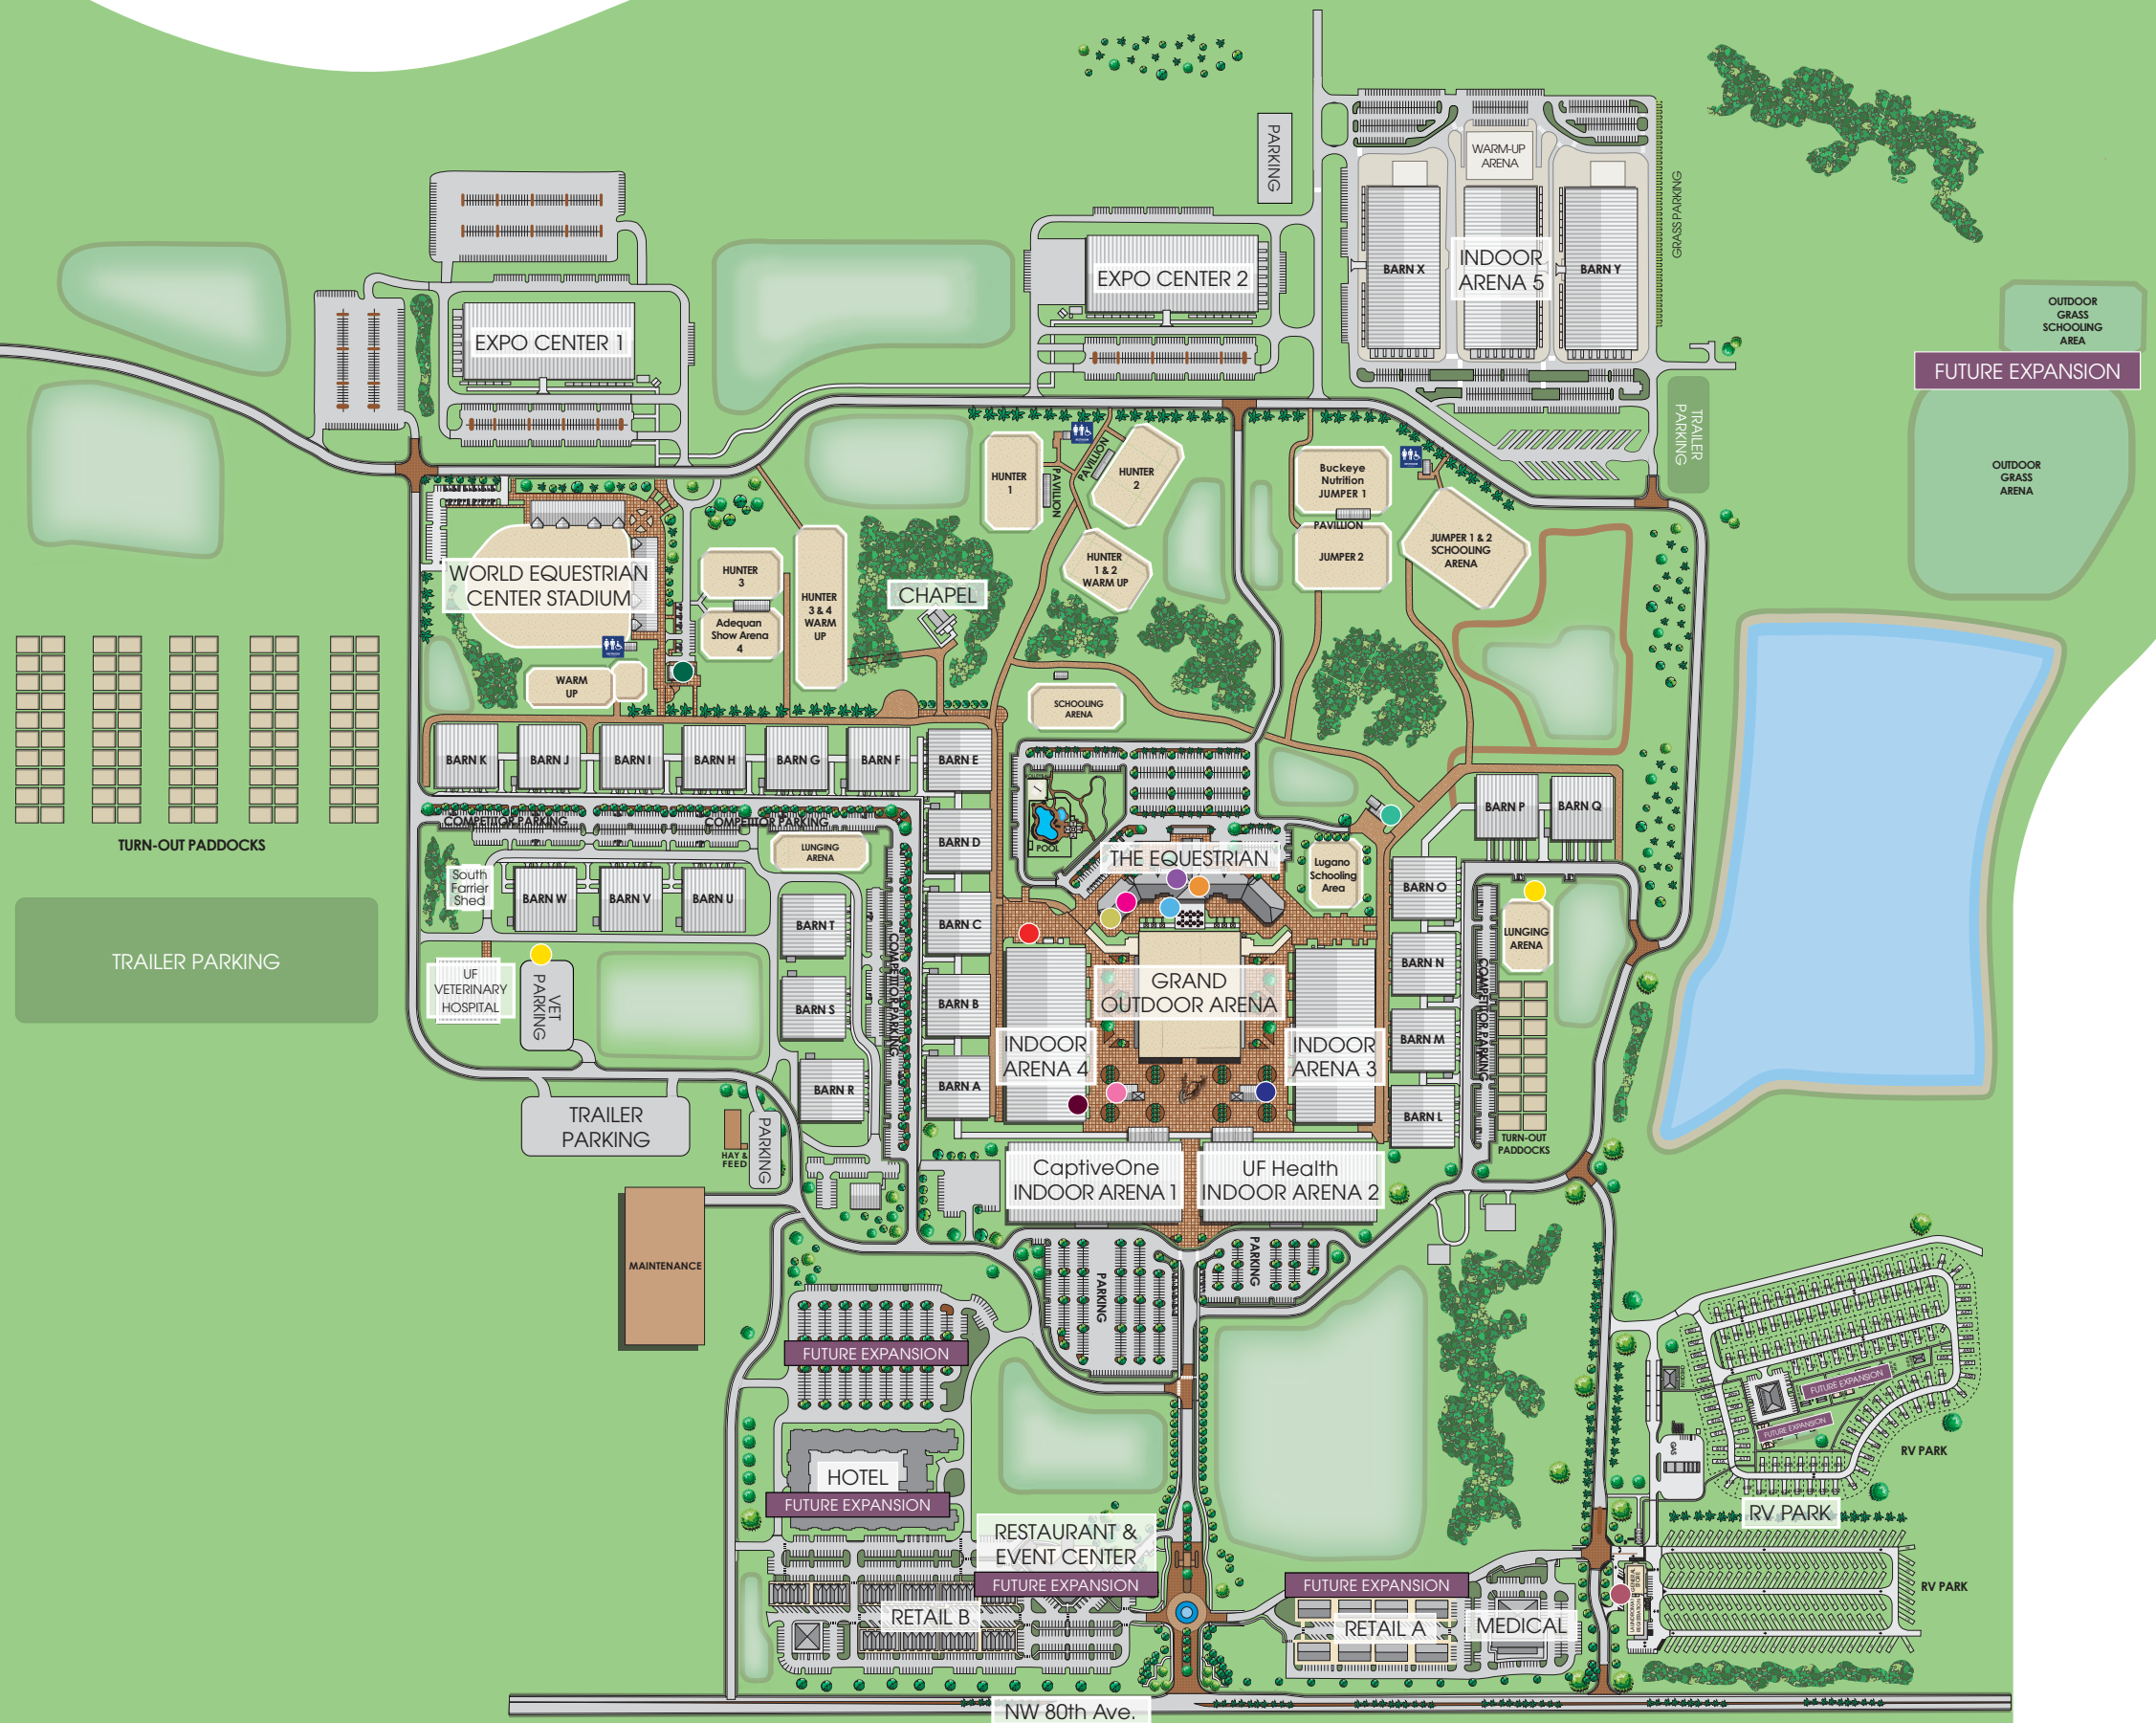 PARKING
WARM-UP
ARENA
GRASS PARKING
BARN X
INDOOR
ARENA 5
BARN Y
EXPO CENTER 2
EXPO CENTER 1
OUTDOOR
GRASS
SCHOOLING
AREA
FUTURE EXPANSION
OUTDOOR
GRASS
ARENA
TRAILER
PARKING
HUNTER
1
PAVILLION
PAVILLION
HUNTER
2
Buckeye
Nutrition
JUMPER 1
PAVILLION
JUMPER 2
JUMPER 1 & 2
SCHOOLING
ARENA
HUNTER
1 & 2
WARM UP
WORLD EQUESTRIAN
CENTER STADIUM
HUNTER
3
Adequan
Show Arena
4
HUNTER
3 & 4
WARM
UP
CHAPEL
WARM
UP
SCHOOLING
ARENA
BARN K
BARN J
BARN I
BARN H
BARN G
BARN F
BARN E
COMPETITOR PARKING
COMPETITOR PARKING
TURN-OUT PADDOCKS
LUNGING
ARENA
BARN D
POOL
THE EQUESTRIAN
Lugano
Schooling
Area
BARN P
BARN Q
South
Farrier
Shed
BARN W
BARN V
BARN U
BARN T
BARN C
BARN O
LUNGING
ARENA
BARN N
TRAILER PARKING
UF
VETERINARY
HOSPITAL
VET
PARKING
COMPETITOR PARKING
BARN S
BARN B
GRAND
OUTDOOR ARENA
COMPETITOR PARKING
INDOOR
ARENA 4
INDOOR
ARENA 3
BARN M
BARN R
BARN A
BARN L
TRAILER
PARKING
HAY &
FEED
PARKING
TURN-OUT
PADDOCKS
CaptiveOne
INDOOR ARENA 1
UF Health
INDOOR ARENA 2
MAINTENANCE
PARKING
PARKING
FUTURE EXPANSION
FUTURE EXPANSION
FUTURE EXPANSION
RV PARK
GAS
HOTEL
FUTURE EXPANSION
RV PARK
RESTAURANT &
EVENT CENTER
FUTURE EXPANSION
FUTURE EXPANSION
RV PARK
RETAIL B
RETAIL A
MEDICAL
NW 80th Ave.